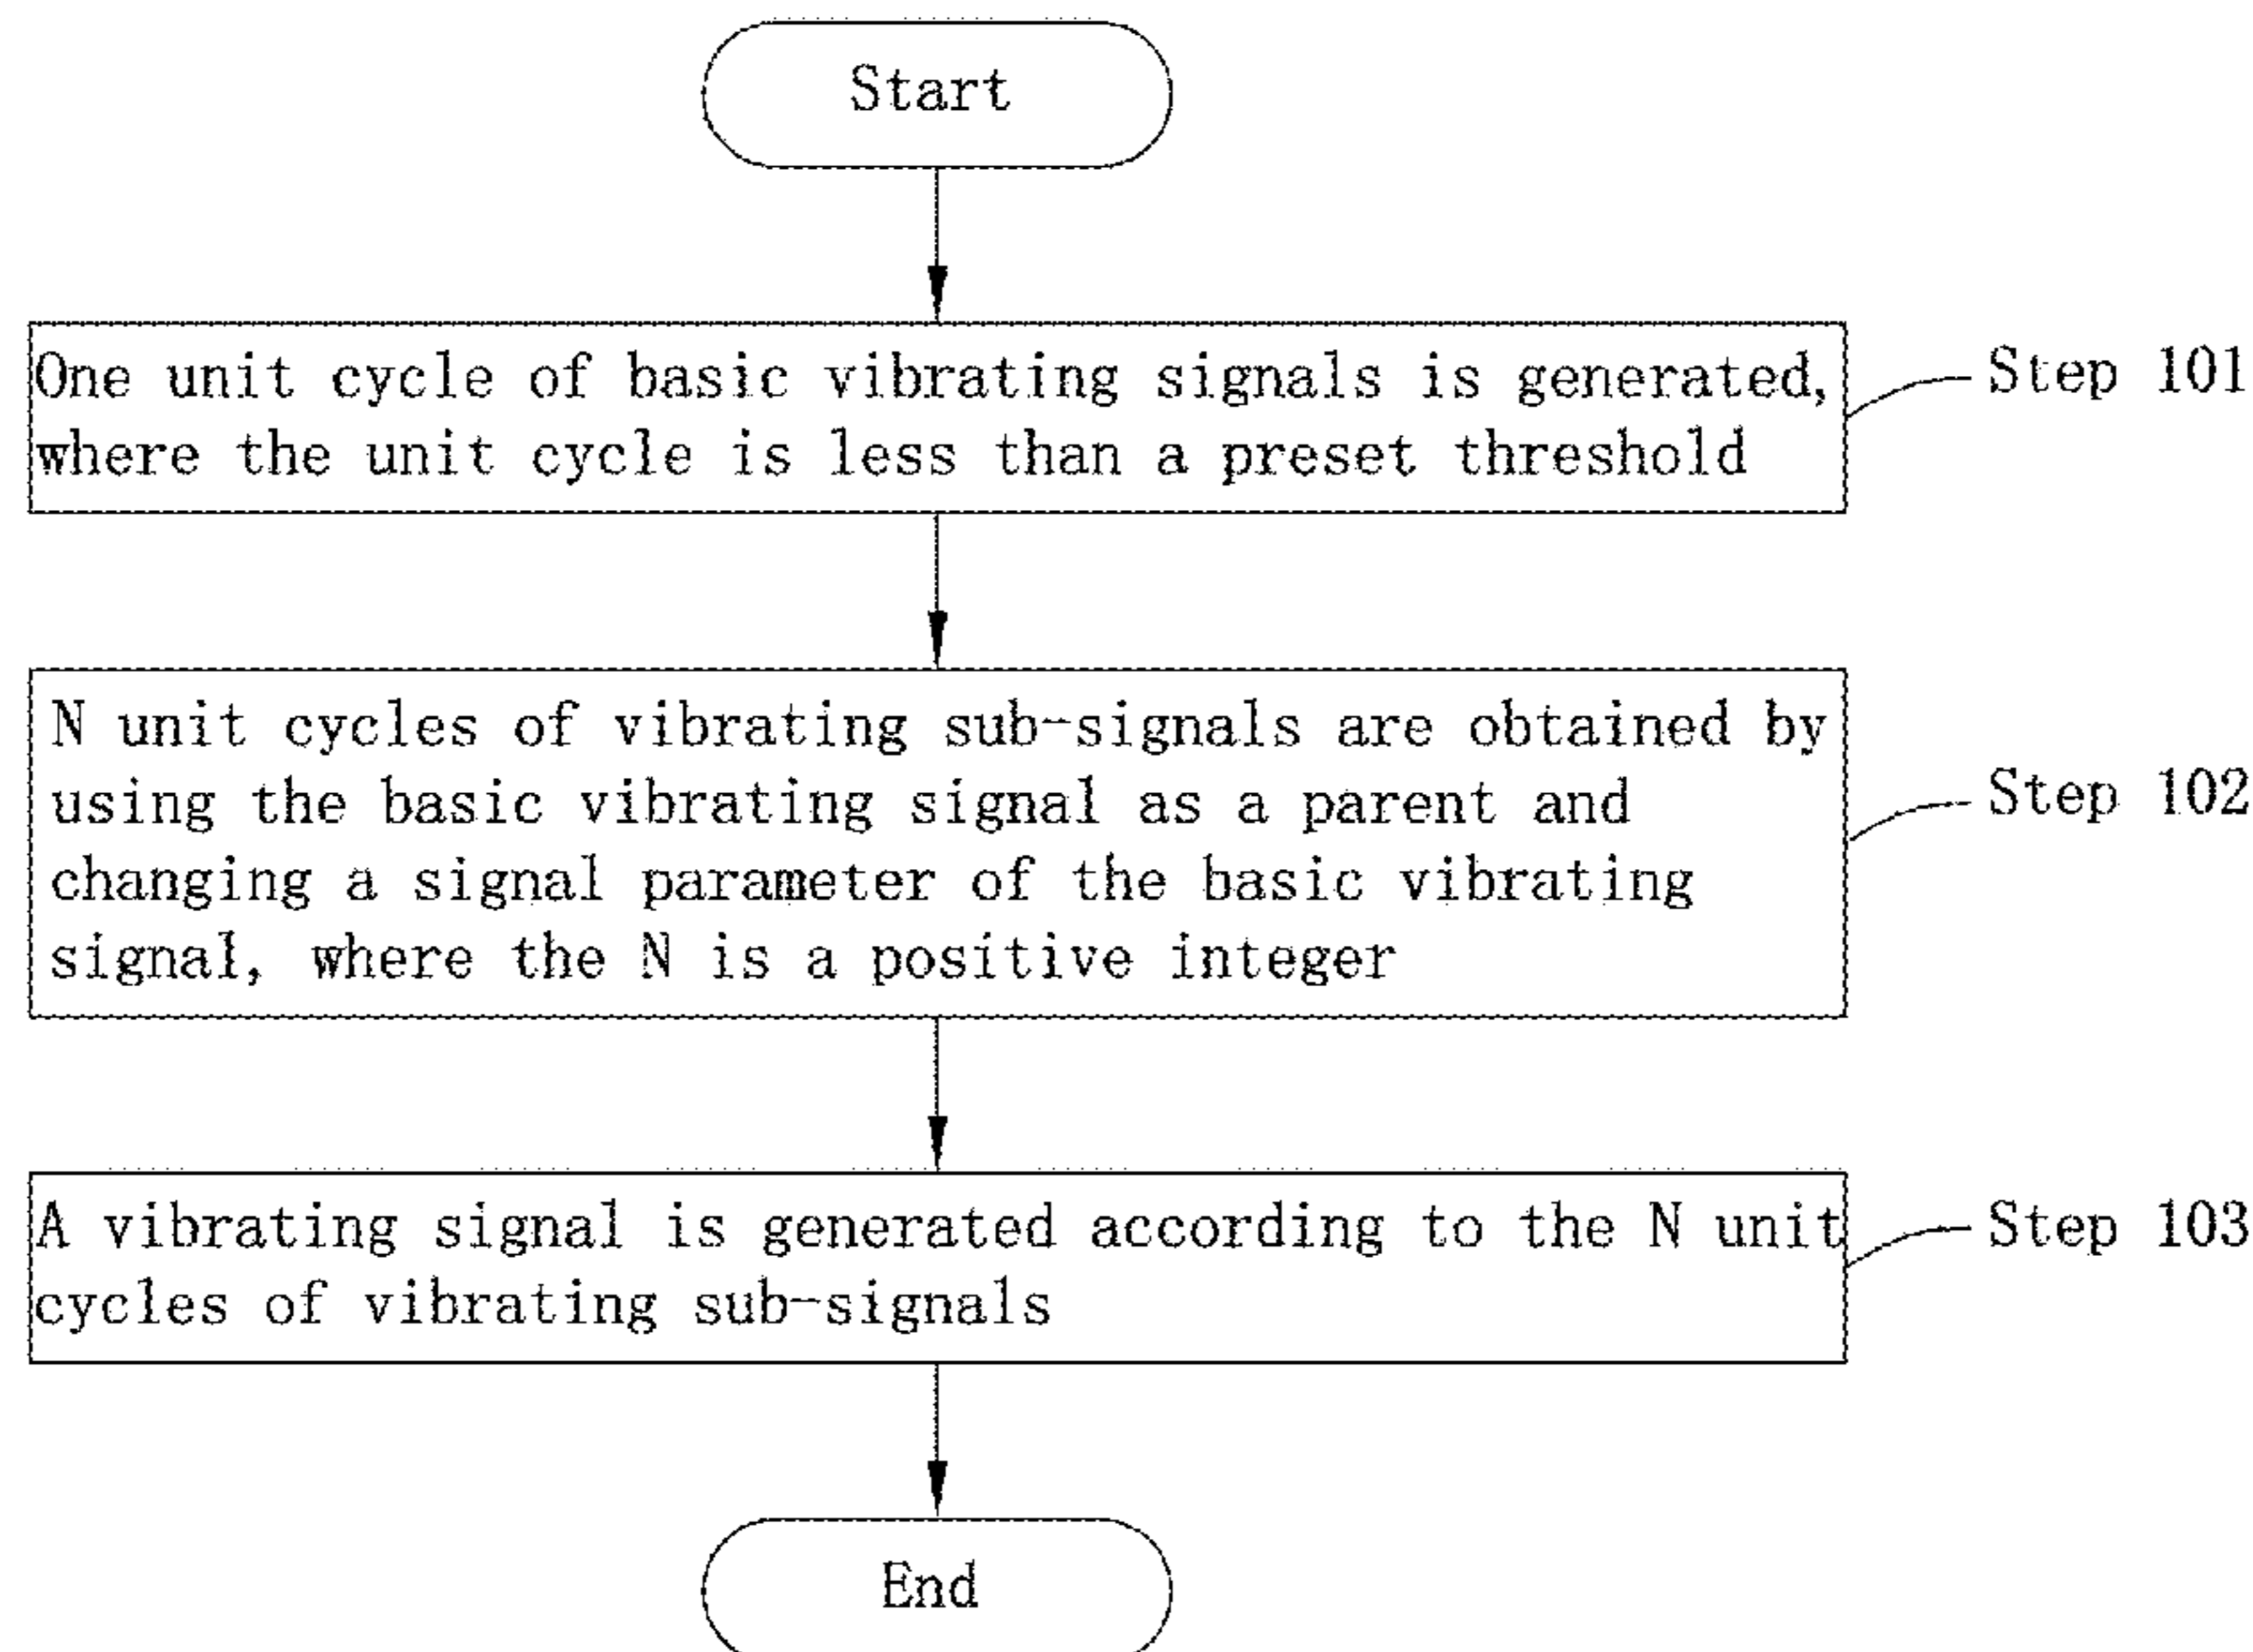 Start
One unit cycle of basic vibrating signals is generated,
where the unit cycle is less than a preset threshold
Step 101
N unit cycles of vibrating sub-signals are obtained by
using the basic vibrating signal as a parent and
changing a signal parameter of the basic vibrating
signal, where the N is a positive integer
Step 102
A vibrating signal is generated according to the N unit
cycles of vibrating sub-signals
Step 103
End